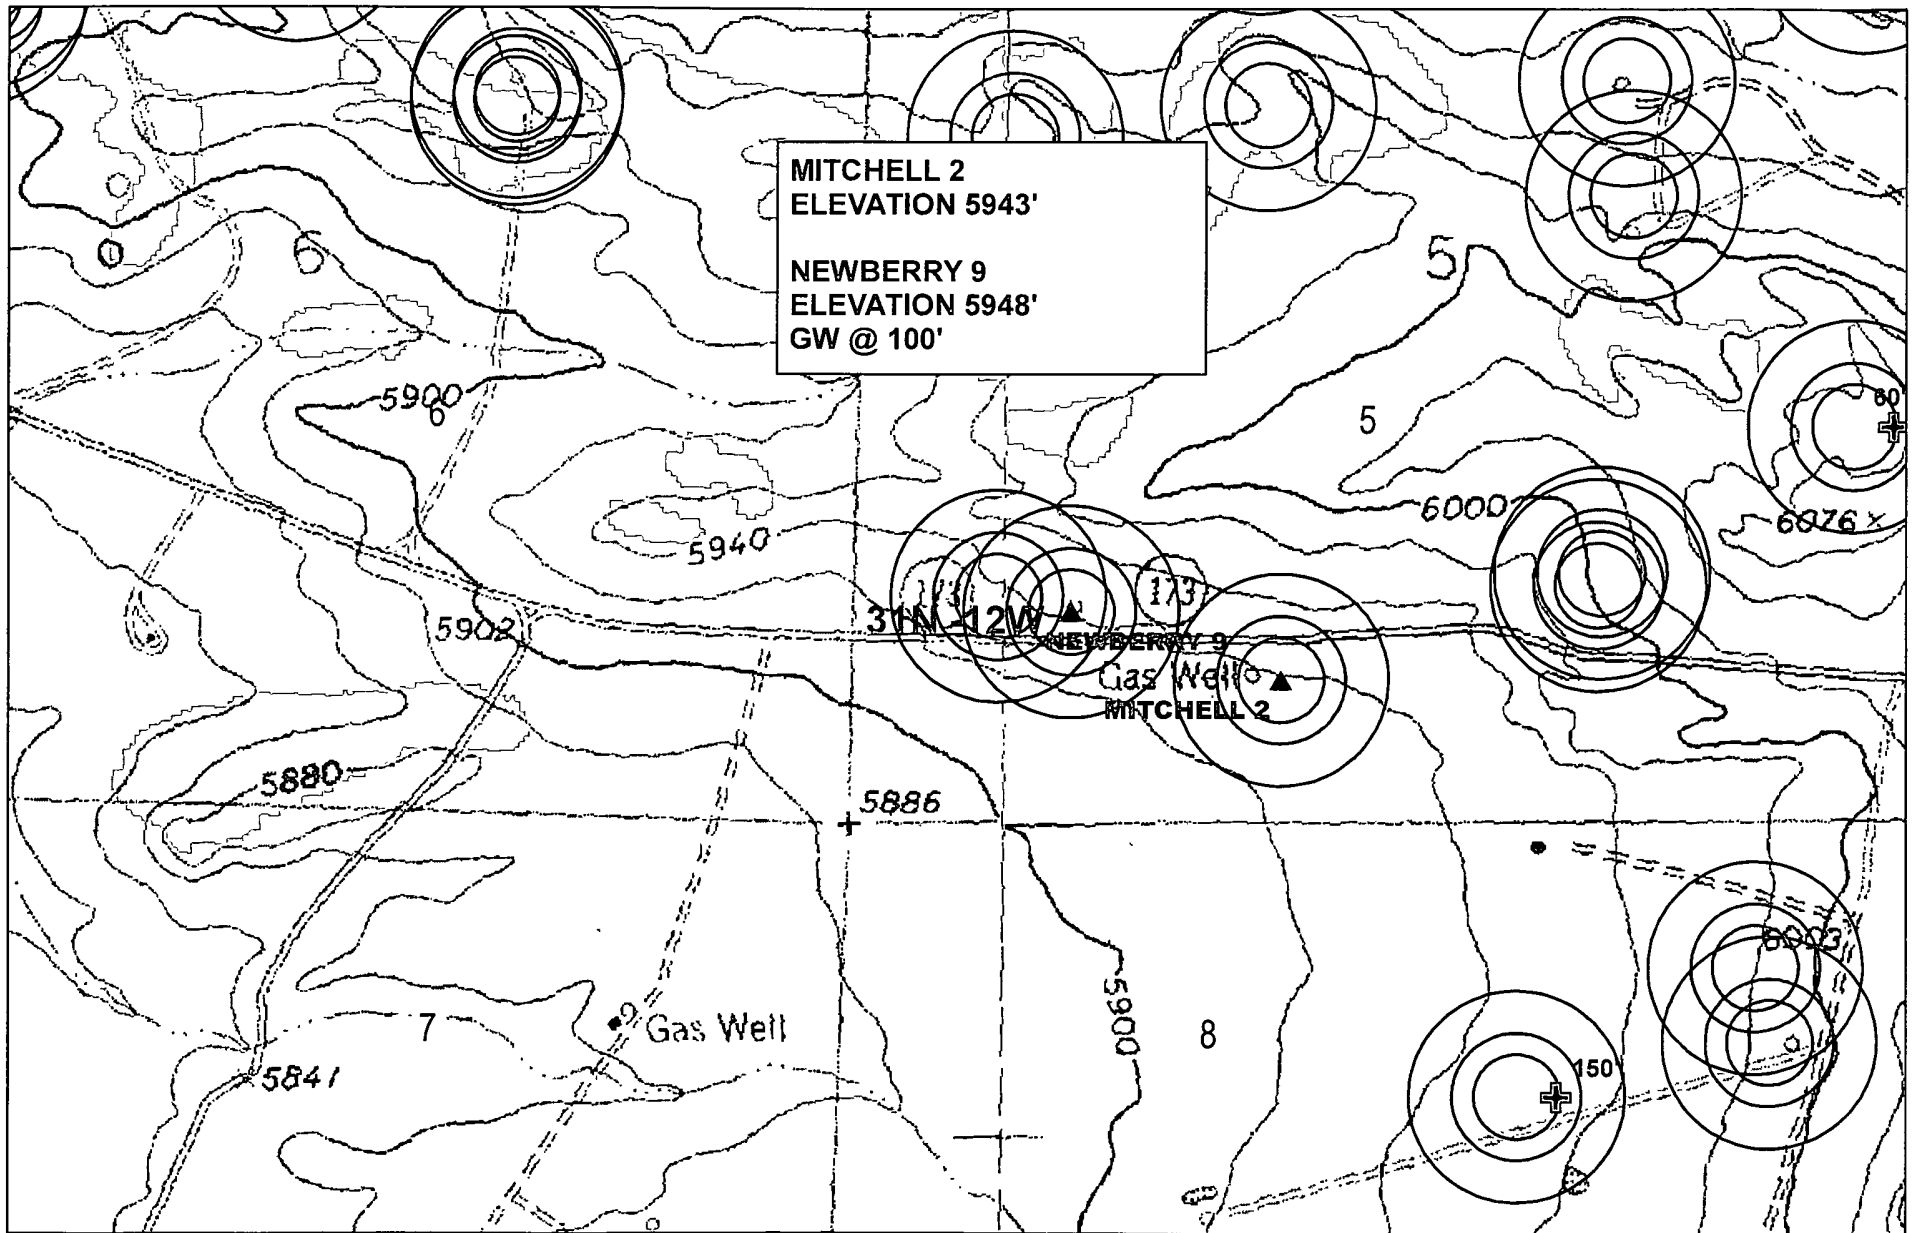 MITCHELL 2
ELEVATION 5943'
NEWBERRY 9
ELEVATION 5948'
GW @ 100'
6
5
5900
6
5
60
6000
6076 ×
5940
173
31N-12W
5902
NEWBERRY 9
Gas Well
MITCHELL 2
5880
5886
5900
7
Gas Well
8
5841
150'